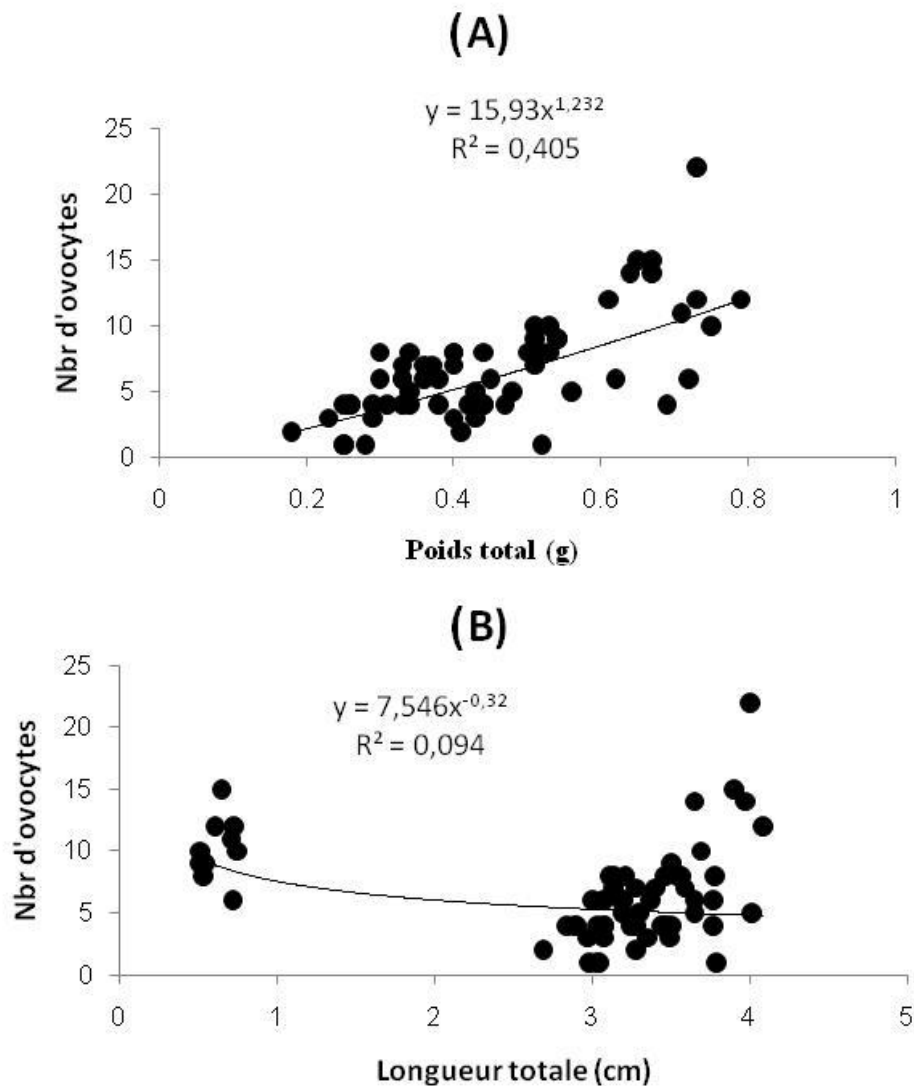 (A)
y = 15,93x^1,232
R² = 0,405
Nbr d'ovocytes
25
20
15
10
5
0
0 0.2 0.4 0.6 0.8 1
Poids total (g)
(B)
y = 7,546x^-0,32
R² = 0,094
Nbr d'ovocytes
25
20
15
10
5
0
0 1 2 3 4 5
Longueur totale (cm)